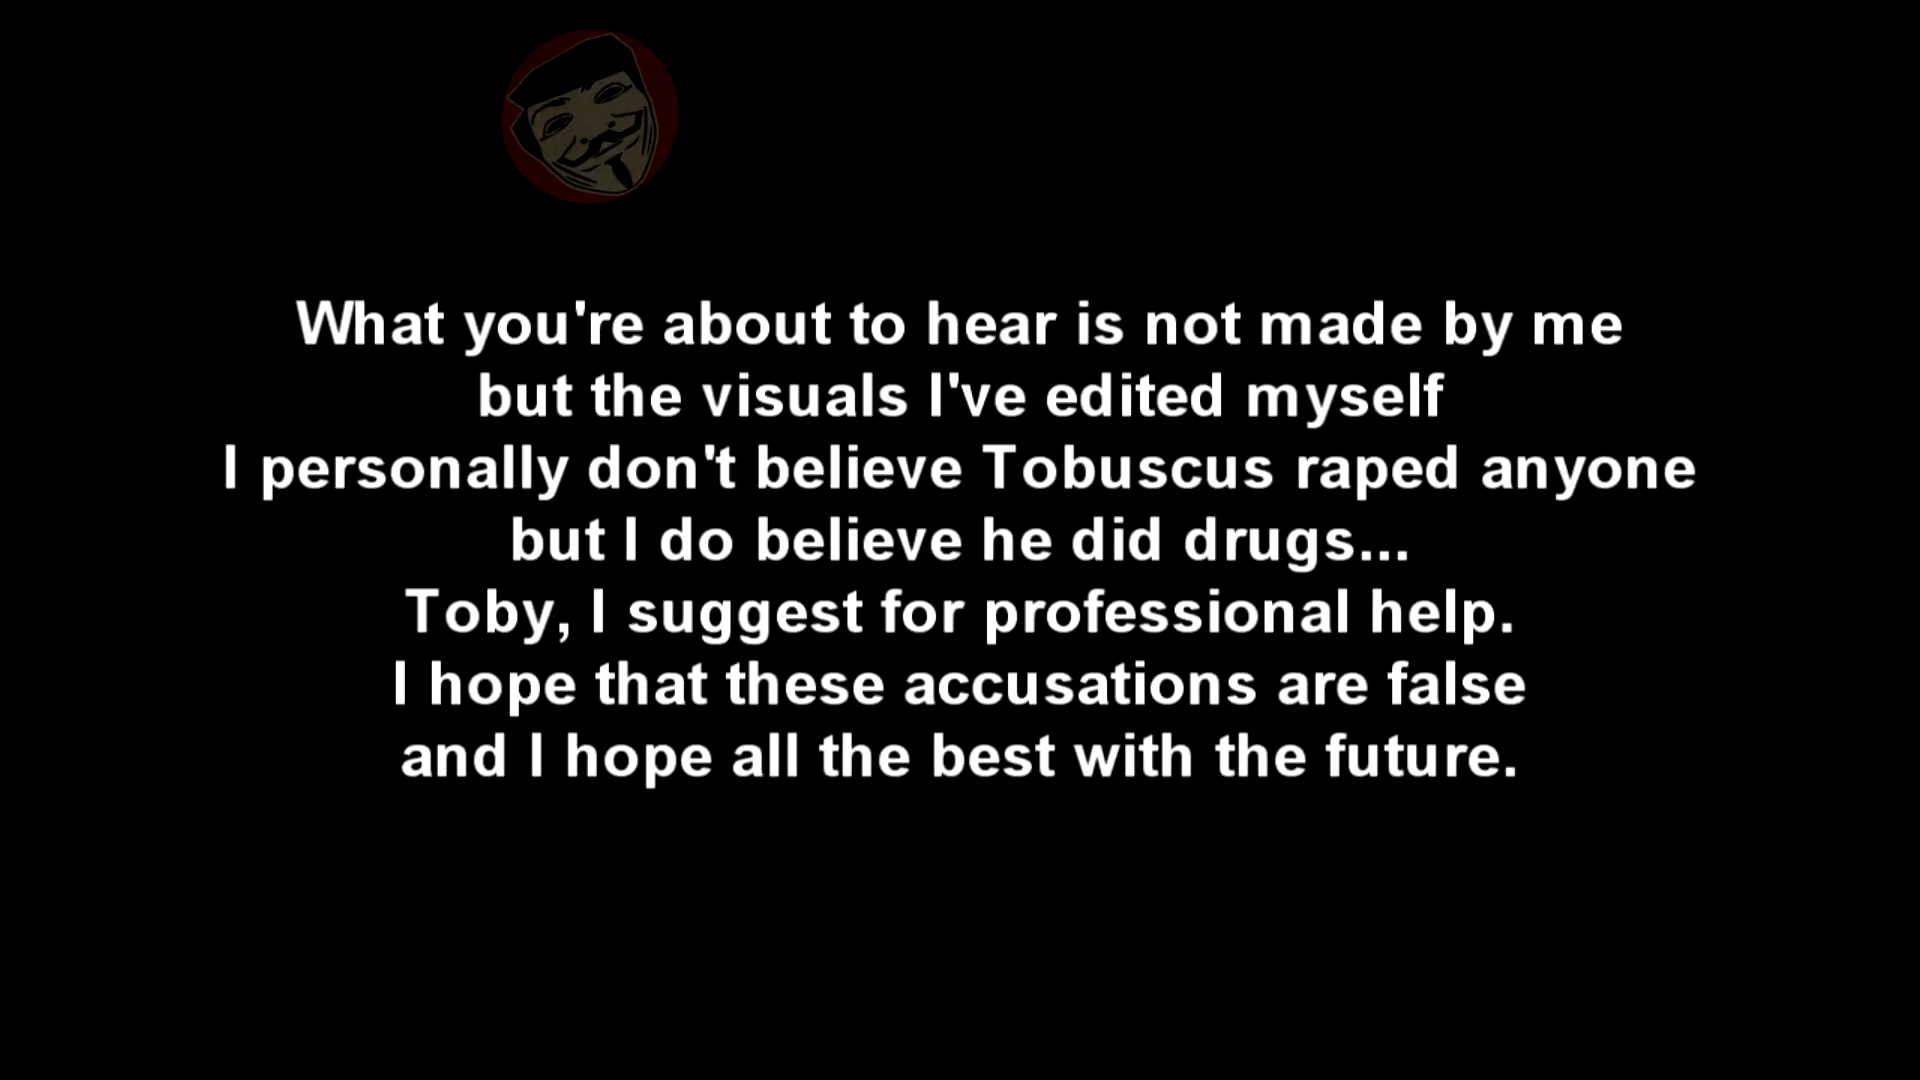 What you're about to hear is not made by me
but the visuals I've edited myself
I personally don't believe Tobuscus raped anyone
but I do believe he did drugs...
Toby, I suggest for professional help.
I hope that these accusations are false
and I hope all the best with the future.